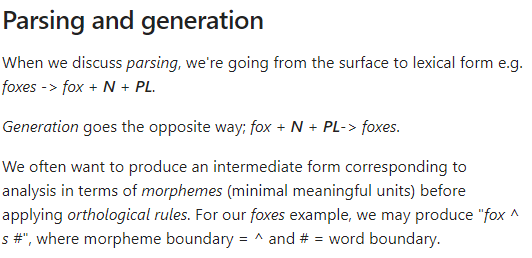 Parsing and generation
When we discuss parsing, we're going from the surface to lexical form e.g.
foxes -> fox + N + PL.
Generation goes the opposite way; fox + N + PL-> foxes.
We often want to produce an intermediate form corresponding to
analysis in terms of morphemes (minimal meaningful units) before
applying orthological rules. For our foxes example, we may produce "fox ^
s #", where morpheme boundary = ^ and # = word boundary.